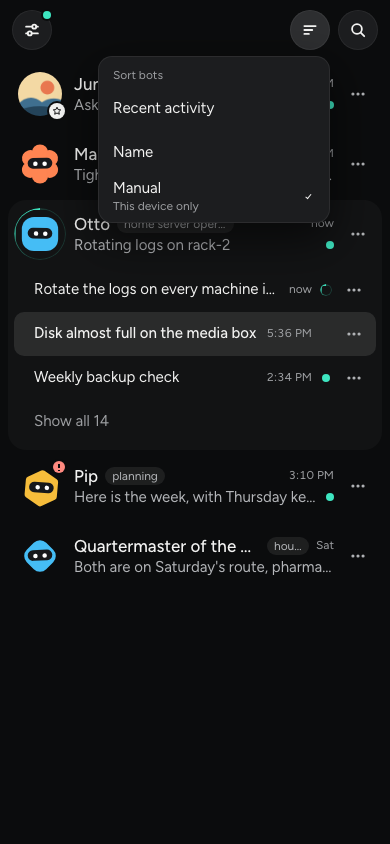 Sort bots
Recent activity
Name
Manual
This device only
Otto home server oper... now
Rotating logs on rack-2
Rotate the logs on every machine i... now
Disk almost full on the media box 5:36 PM
Weekly backup check 2:34 PM
Show all 14
Pip planning 3:10 PM
Here is the week, with Thursday ke...
Quartermaster of the ... hou... Sat
Both are on Saturday's route, pharma...